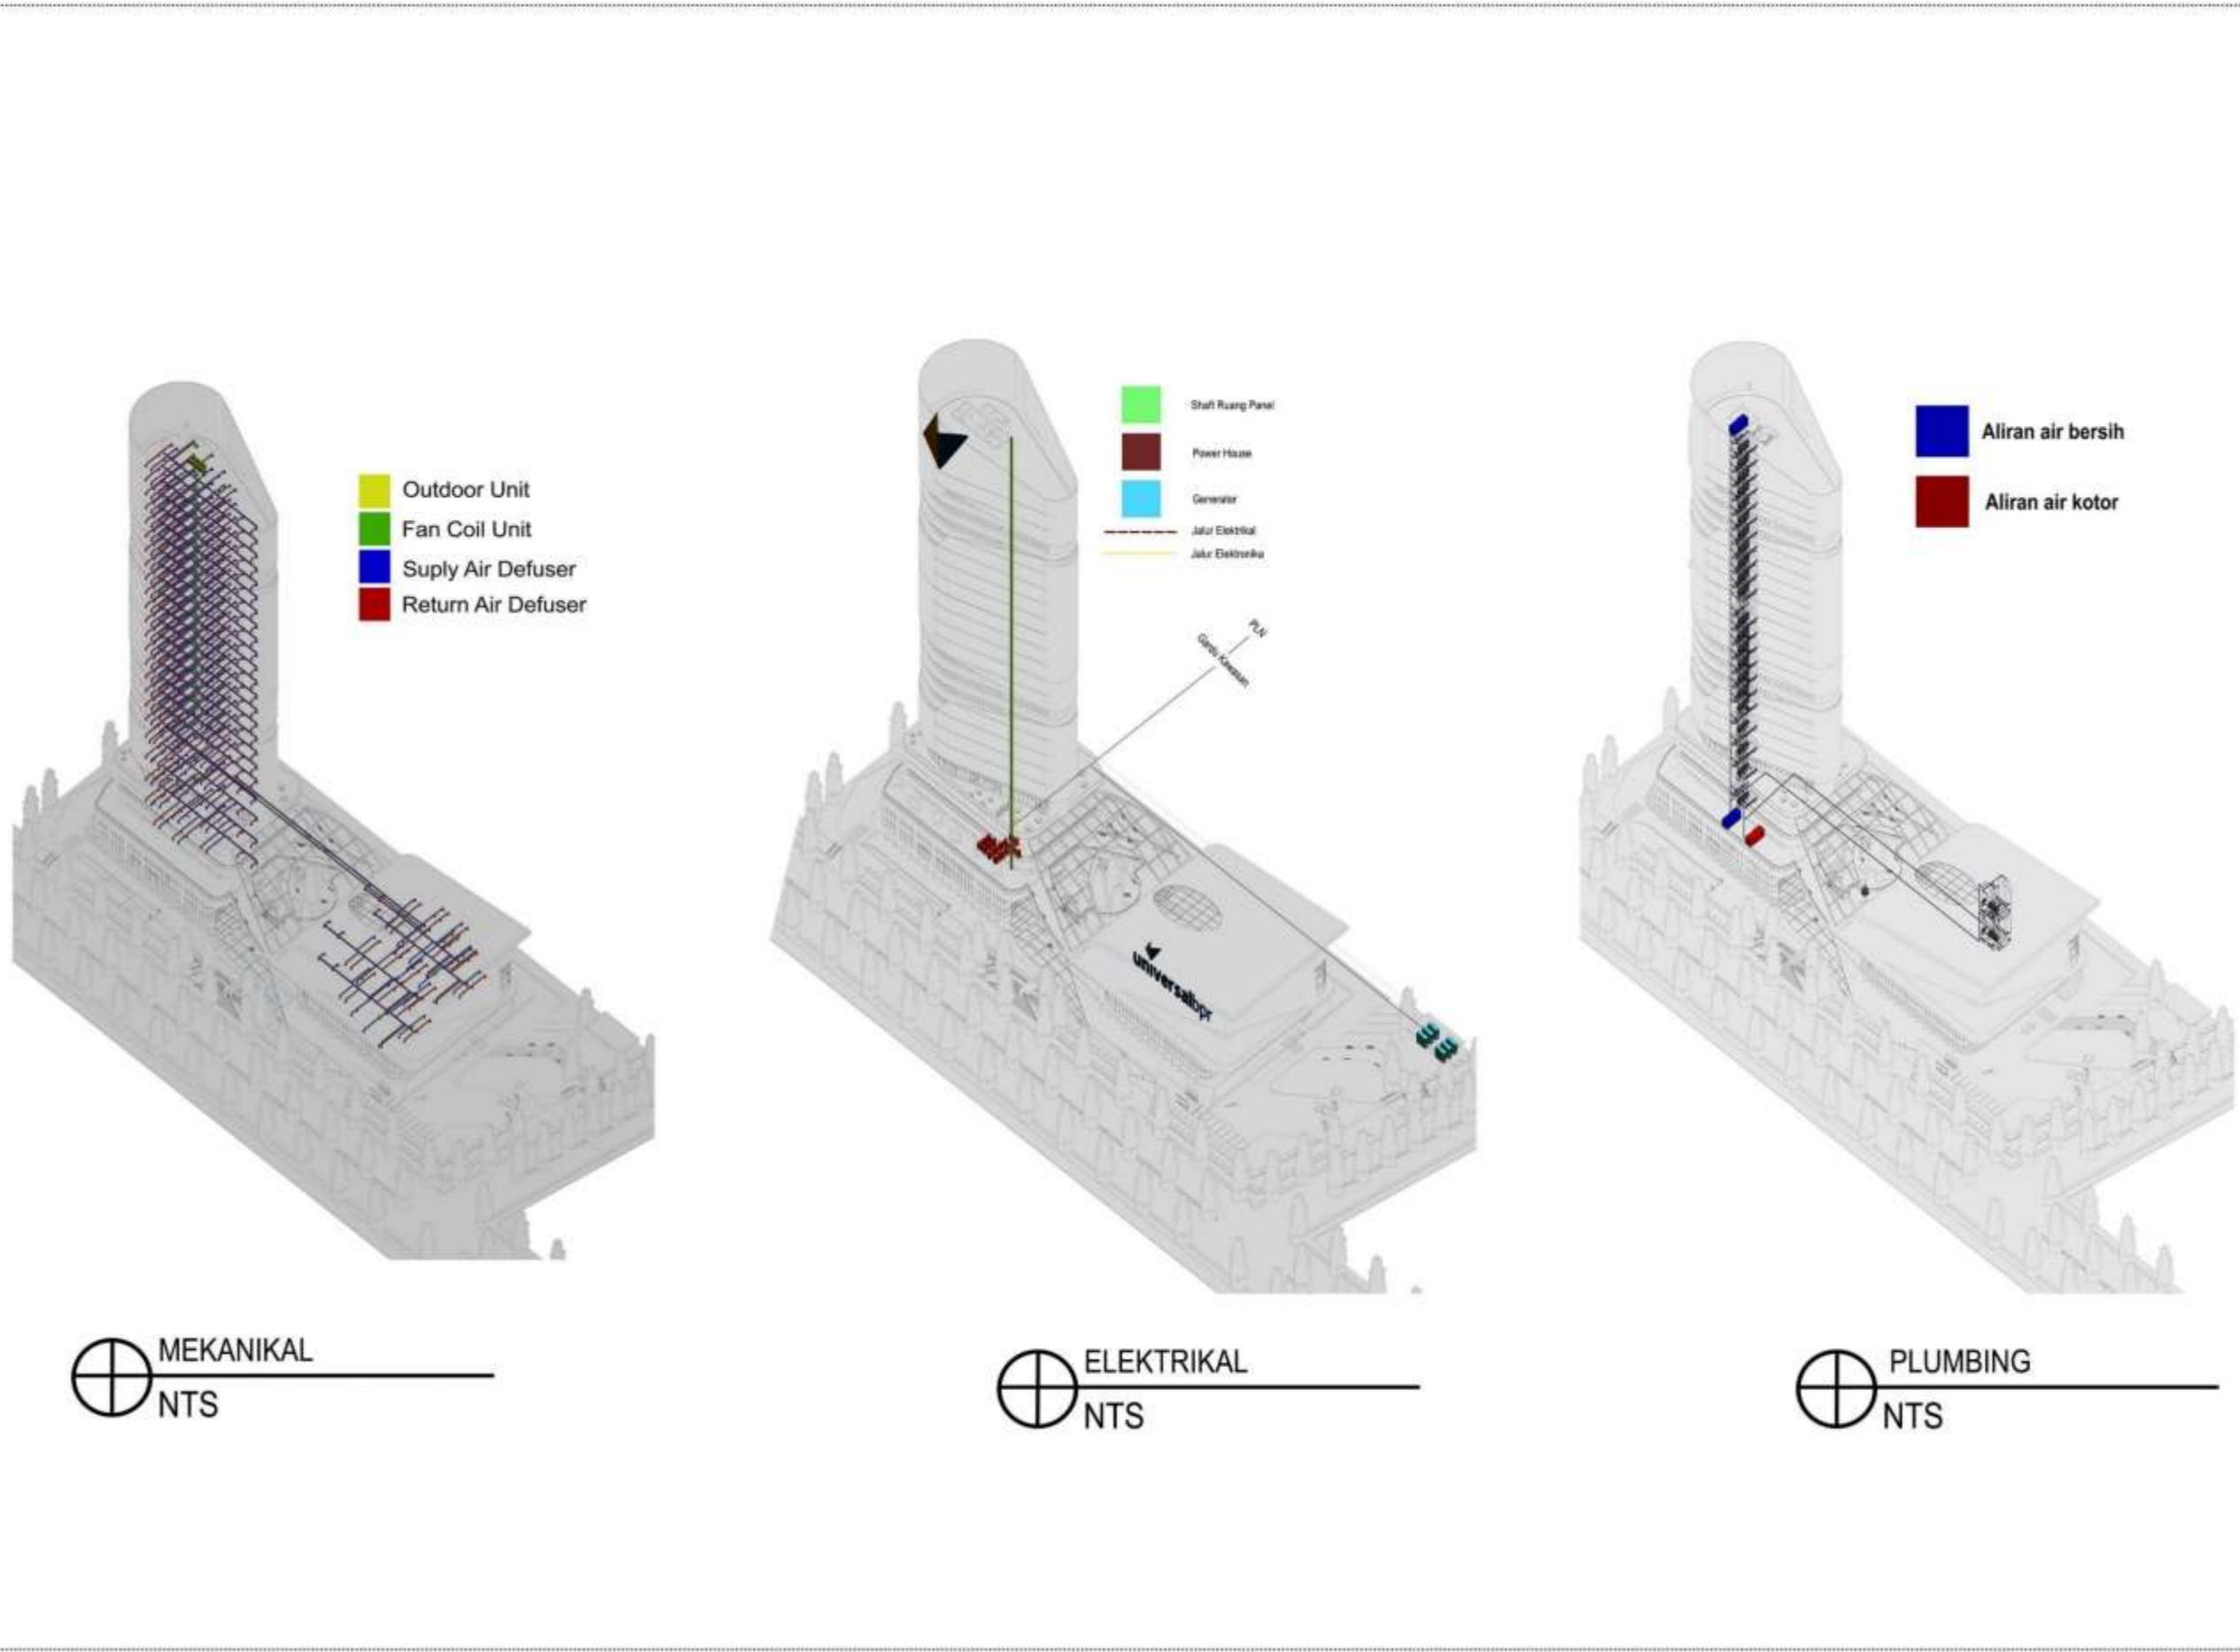 Outdoor Unit
Fan Coil Unit
Suply Air Defuser
Return Air Defuser
MEKANIKAL
NTS
Shaft Ruang Panel
Power House
Generator
Jalur Elektrikal
Jalur Elektronika
PLN
Gardu Kawasan
universalbpr
ELEKTRIKAL
NTS
Aliran air bersih
Aliran air kotor
PLUMBING
NTS